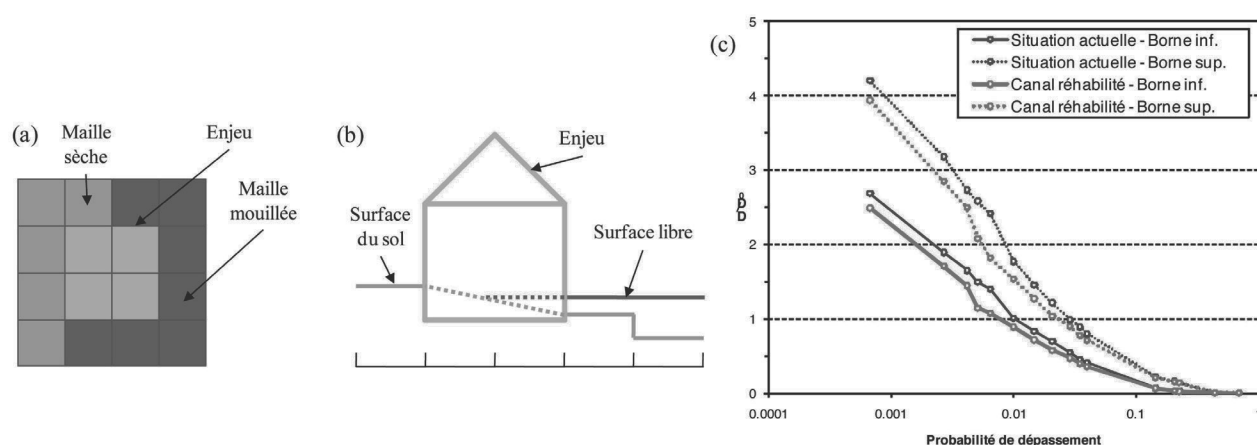 (a)
Maille
sèche
Enjeu
Maille
mouillée
(b)
Enjeu
Surface
du sol
Surface libre
(c)
Situation actuelle - Borne inf.
Situation actuelle - Borne sup.
Canal réhabilité - Borne inf.
Canal réhabilité - Borne sup.
5
4
3
2
1
0
0.0001
0.001
0.01
0.1
Probabilité de dépassement